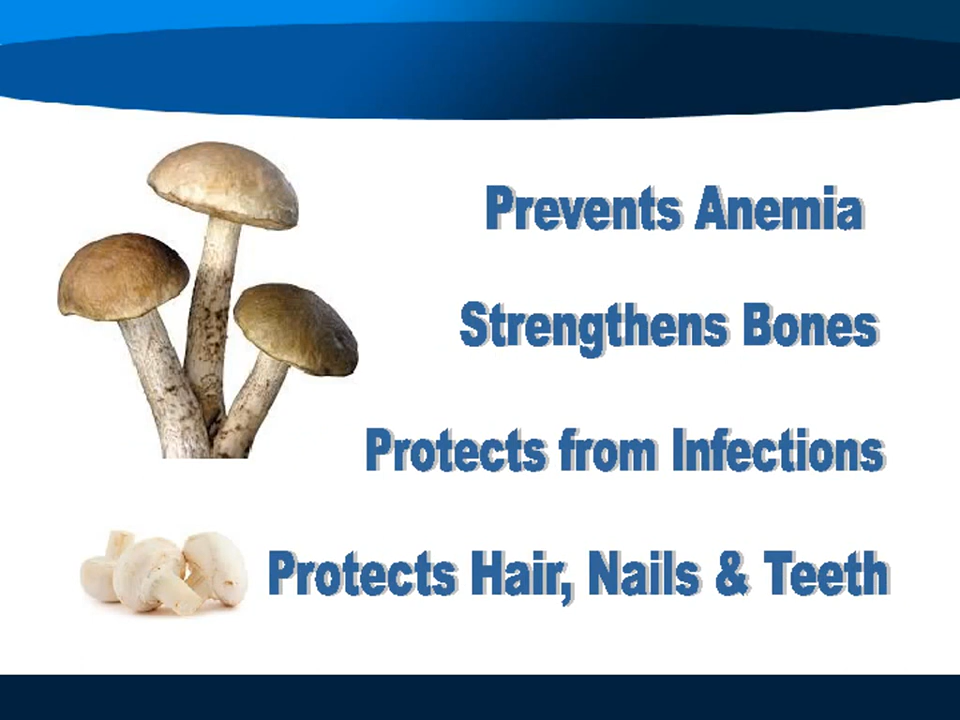 Prevents Anemia
Strengthens Bones
Protects from Infections
Protects Hair, Nails & Teeth